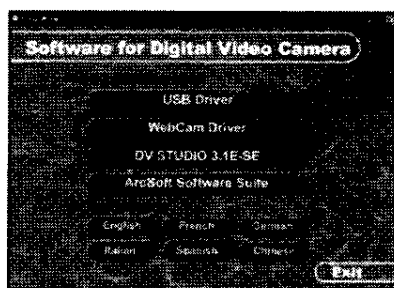 Software for Digital Video Camera
USB Driver
WebCam Driver
DV STUDIO 3.1E-SE
ArcSoft Software Suite
English French German
Italian Spanish Chinese
Exit